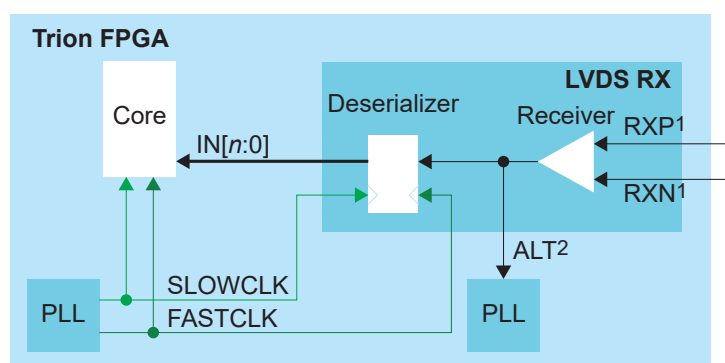 Trion FPGA
LVDS RX
Deserializer
Core
Receiver
RXP1
IN[n:0]
RXN1
ALT2
SLOWCLK
PLL
PLL
FASTCLK